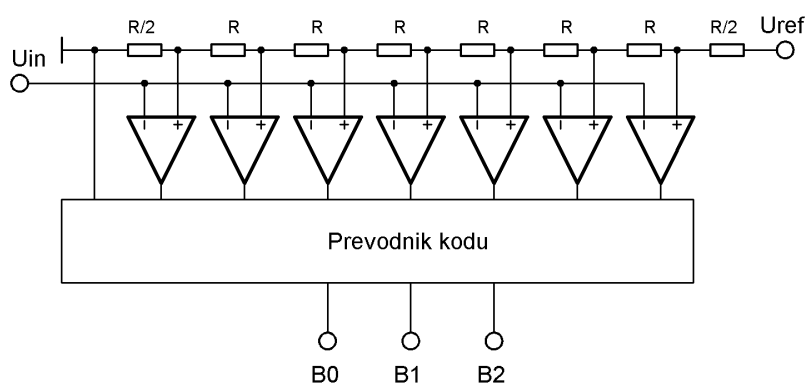 R/2 R R R R R R R/2 Uref
Uin
- + - + - + - + - + - + - +
Prevodnik kodu
B0 B1 B2